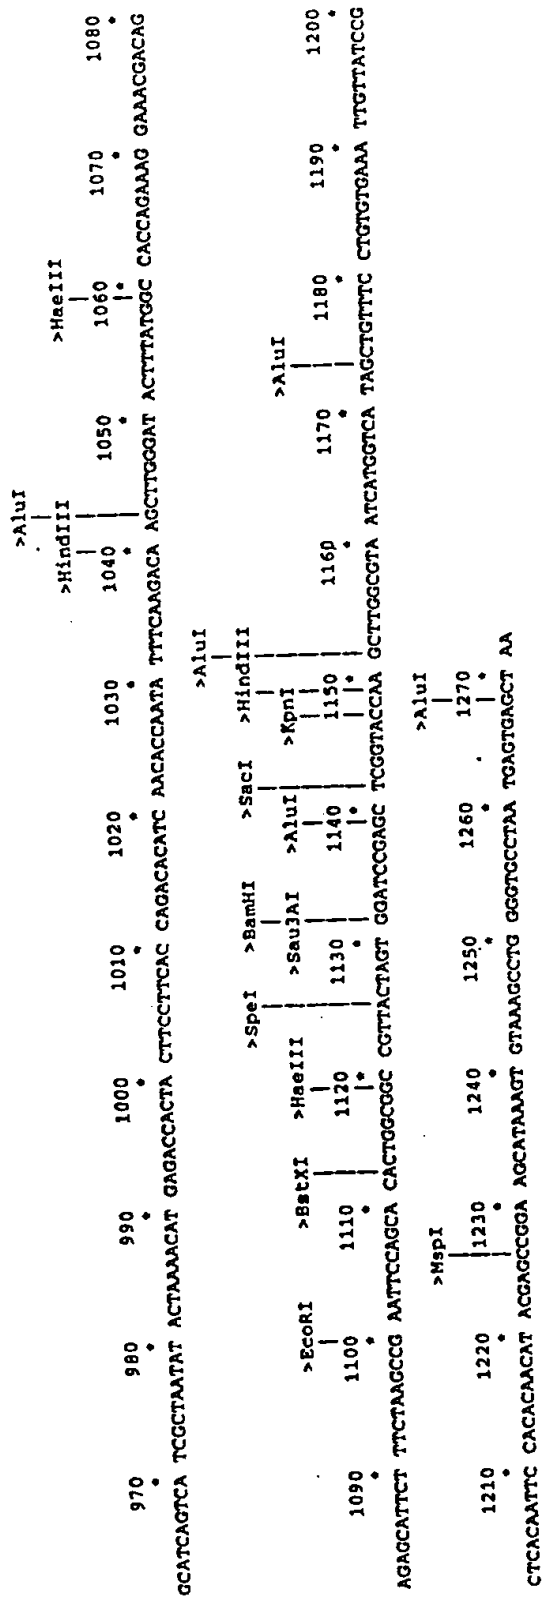 >AluI
>HindIII >HaeIII
970 980 990 1000 1010 1020 1030 1040 1050 1060 1070 1080
* * * * * * * * * * * *
GCATCAGTCA TCGCTAATAT ACTAAAACAT GAGACCACTA CTTCCTTCAC CAGACACATC AACACCAATA TTTCAAGACA AGCTTGGGAT ACTTTATGGC CACCAGAAAG GAAACGACAG
>AluI
>SpeI >BamHI >SacI >HindIII
>EcoRI >BstXI >HaeIII >Sau3AI >AluI >KpnI >AluI
1090 1100 1110 1120 1130 1140 1150 1160 1170 1180 1190 1200
* * * * * * * * * * * *
AGAGCATTCT TTCTAAGCCG AATTCCAGCA CACTGGCGGC CGTTACTAGT GGATCCGAGC TCGGTACCAA GCTTGGCGTA ATCATGGTCA TAGCTGTTTC CTGTGTGAAA TTGTTATCCG
>MspI >AluI
1210 1220 1230 1240 1250 1260 1270
* * * * * * *
CTCACAATTC CACACAACAT ACGAGCCGGA AGCATAAAGT GTAAAGCCTG GGGTGCCTAA TGAGTGAGCT AA